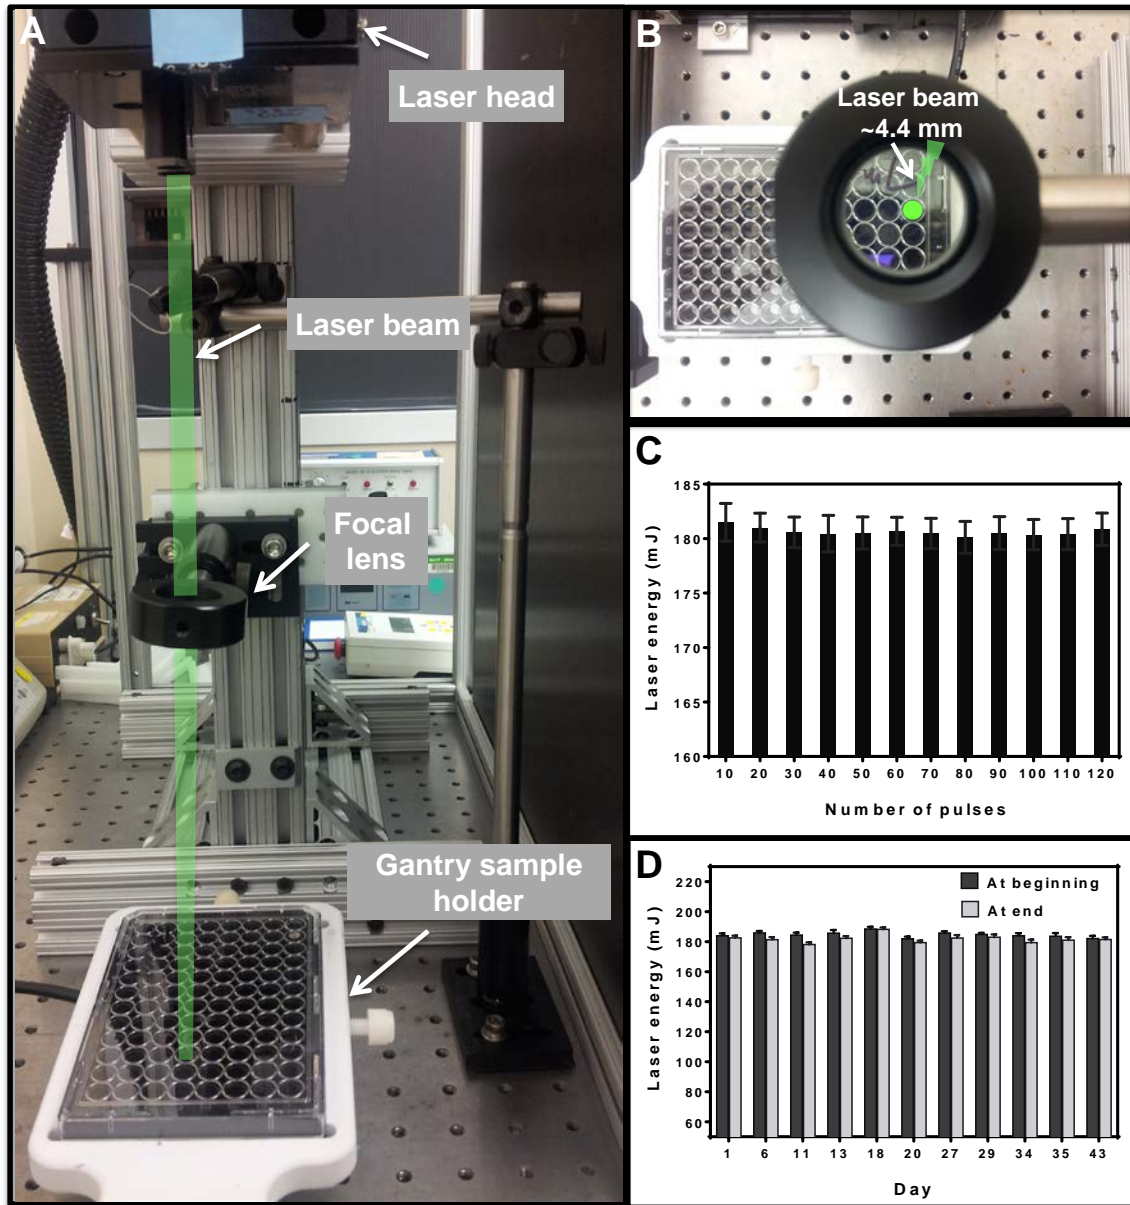 A
Laser head
Laser beam
Focal
lens
Gantry sample
holder
B
Laser beam
~4.4 mm
C
Laser energy (mJ)
185
180
175
170
165
160
10 20 30 40 50 60 70 80 90 100 110 120
Number of pulses
D
Laser energy (mJ)
220
200
180
160
140
120
100
80
60
At beginning
At end
1 6 11 13 18 20 27 29 34 35 43
Day